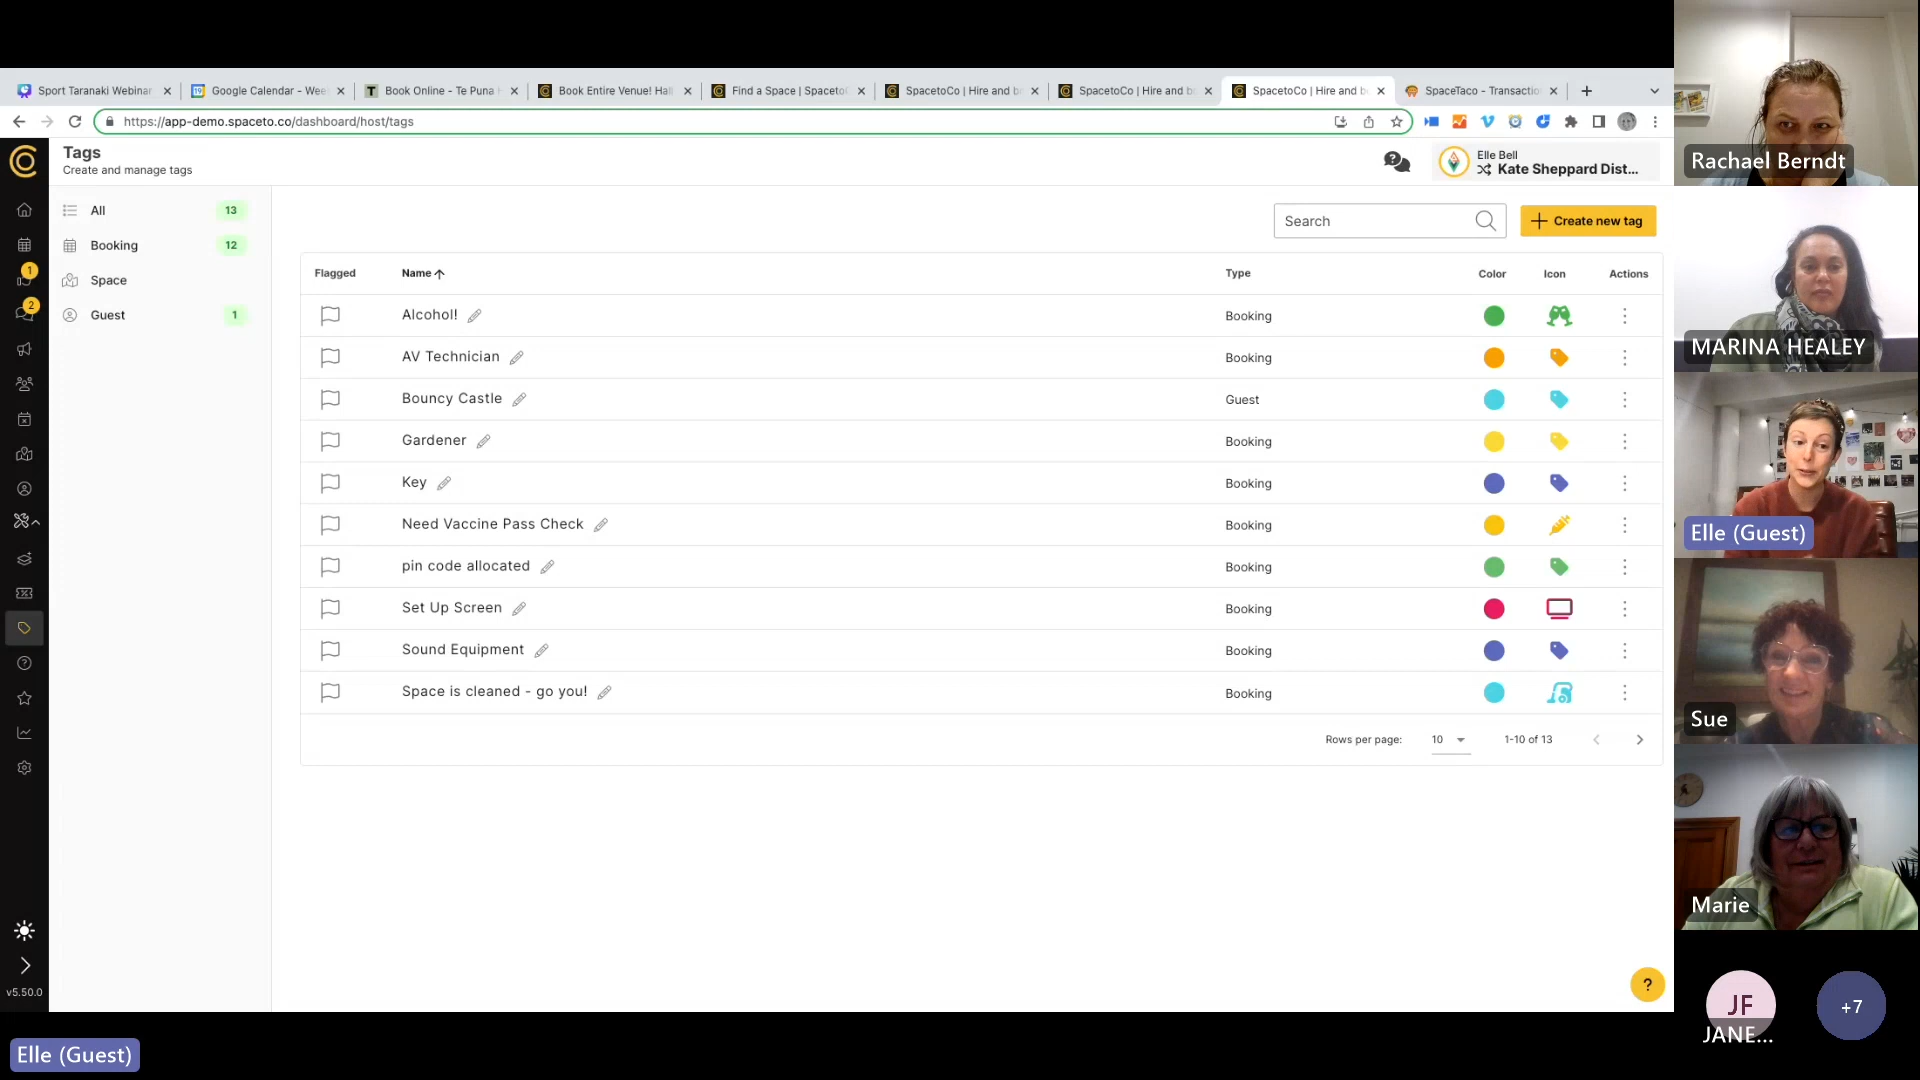 Sport Taranaki Webinar
Google Calendar - Wee
Book Online - Te Puna
Book Entire Venue! Hal
Find a Space | Spaceto
SpacetoCo | Hire and b
SpacetoCo | Hire and b
SpacetoCo | Hire and b
SpaceTaco - Transactio
https://app-demo.spaceto.co/dashboard/host/tags
Tags
Create and manage tags
Elle Bell
Kate Sheppard Dist...
1
2
All 13
Booking 12
Space
Guest 1
Search
Create new tag
Flagged Name Type Color Icon Actions
Alcohol! Booking
AV Technician Booking
Bouncy Castle Guest
Gardener Booking
Key Booking
Need Vaccine Pass Check Booking
pin code allocated Booking
Set Up Screen Booking
Sound Equipment Booking
Space is cleaned - go you! Booking
Rows per page: 10 1-10 of 13
v5.50.0
?
Rachael Berndt
MARINA HEALEY
Elle (Guest)
Sue
Marie
JF
JANE...
+7
Elle (Guest)